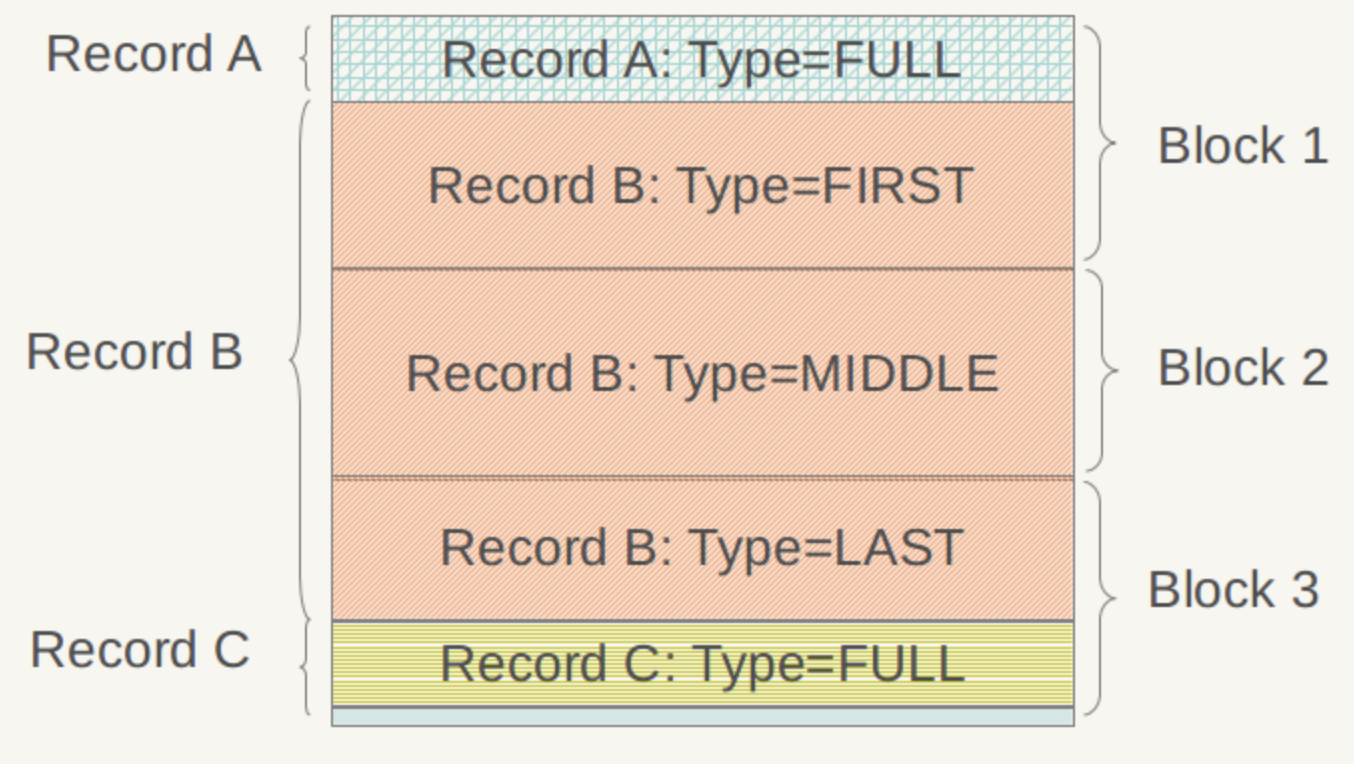 Record A
Record A: Type=FULL
Block 1
Record B: Type=FIRST
Record B
Record B: Type=MIDDLE
Block 2
Record B: Type=LAST
Block 3
Record C
Record C: Type=FULL